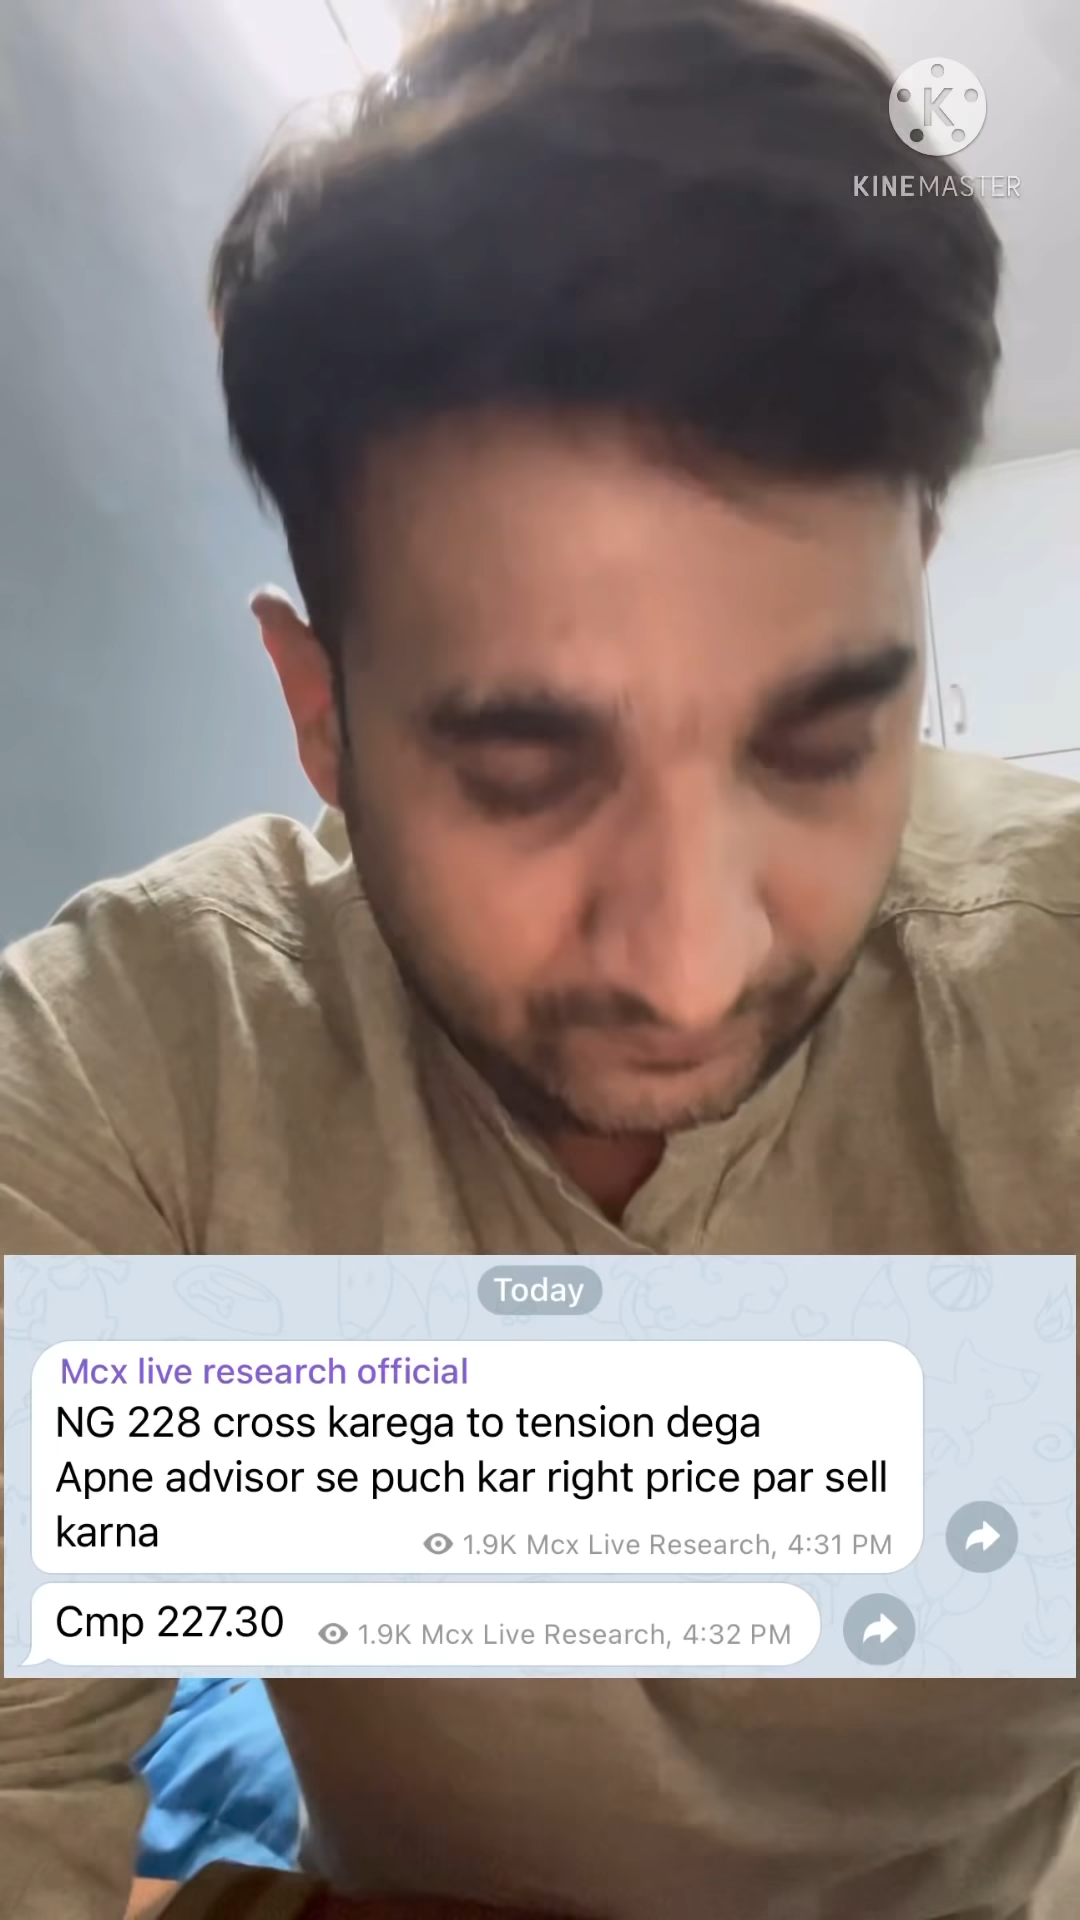 K
KINEMASTER
Today
Mcx live research official
NG 228 cross karega to tension dega
Apne advisor se puch kar right price par sell
karna
1.9K Mcx Live Research, 4:31 PM
Cmp 227.30
1.9K Mcx Live Research, 4:32 PM